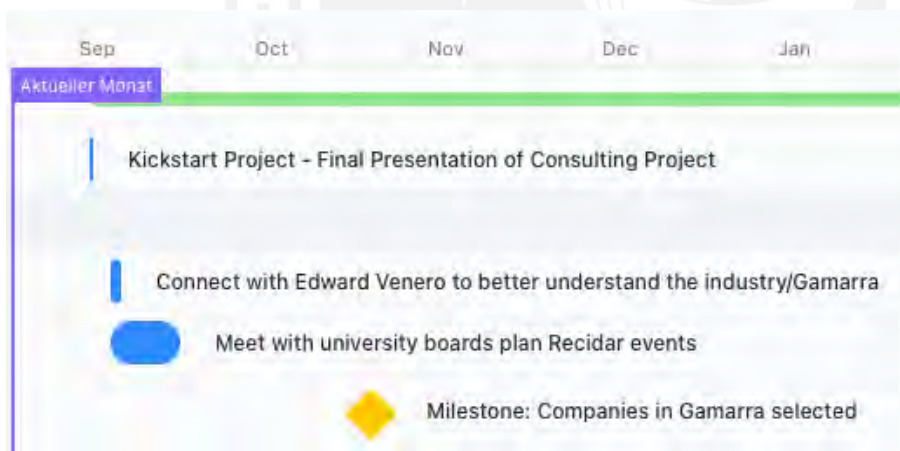 Sep Oct Nov Dec Jan
Aktueller Monat
Kickstart Project - Final Presentation of Consulting Project
Connect with Edward Venero to better understand the industry/Gamarra
Meet with university boards plan Recidar events
Milestone: Companies in Gamarra selected